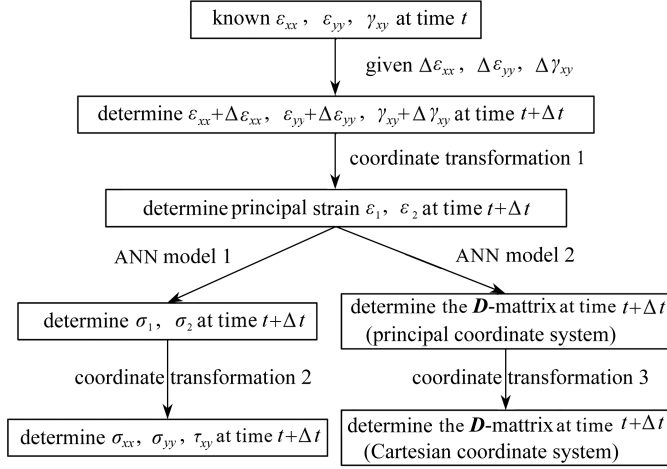 known εxx, εyy, γxy at time t
given Δεxx, Δεyy, Δγxy
determine εxx+Δεxx, εyy+Δεyy, γxy+Δγxy at time t+Δt
coordinate transformation 1
determine principal strain ε1, ε2 at time t+Δt
ANN model 1
ANN model 2
determine σ1, σ2 at time t+Δt
determine the D-mattrix at time t+Δt
(principal coordinate system)
coordinate transformation 2
coordinate transformation 3
determine σxx, σyy, τxy at time t+Δt
determine the D-mattrix at time t+Δt
(Cartesian coordinate system)